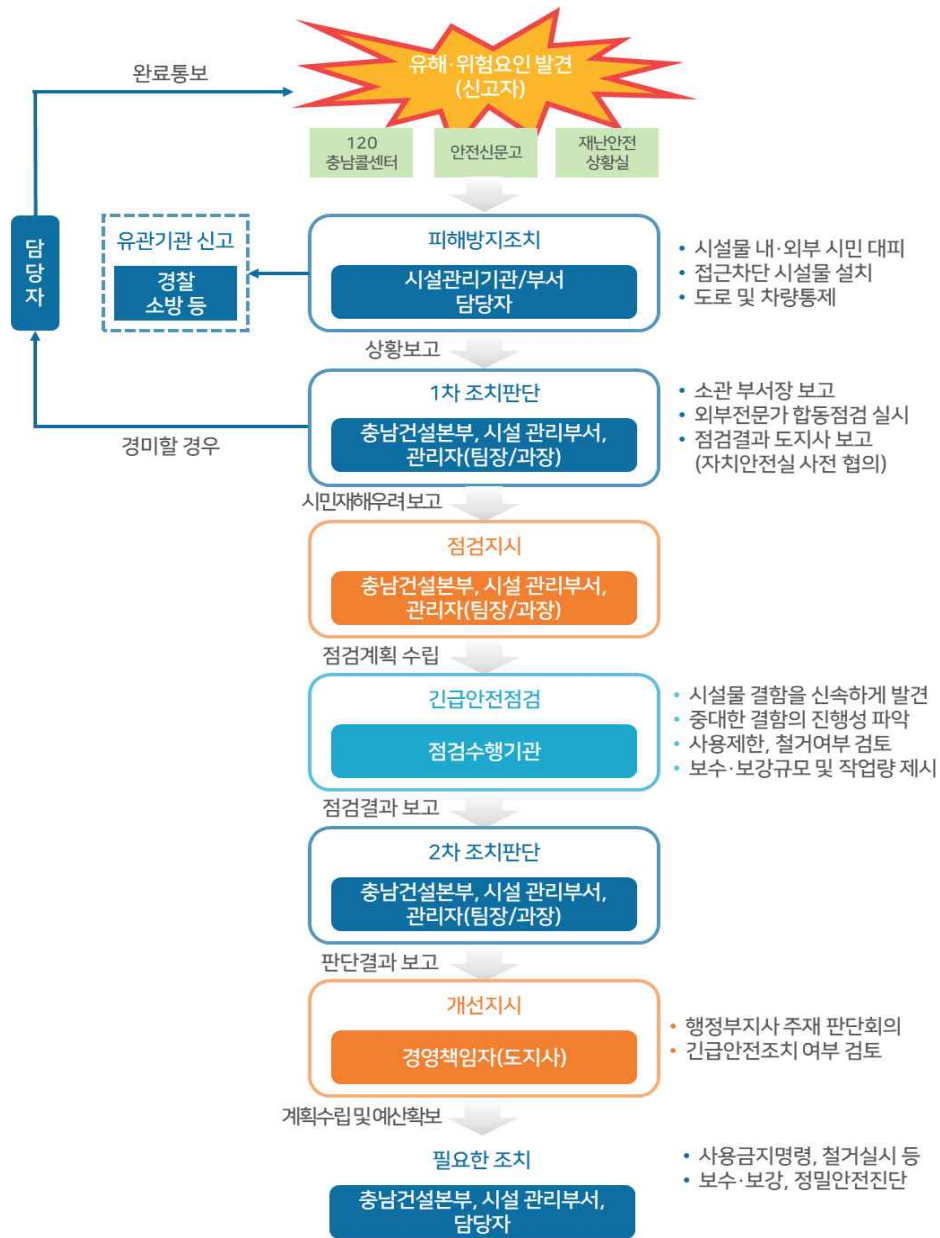 완료통보
유해·위험요인 발견
(신고자)
120
충남콜센터
안전신문고
재난안전
상황실
담
당
자
유관기관 신고
경찰
소방 등
피해방지조치
시설관리기관/부서
담당자
• 시설물 내·외부 시민 대피
• 접근차단 시설물 설치
• 도로 및 차량통제
상황보고
1차 조치판단
충남건설본부, 시설 관리부서,
관리자(팀장/과장)
• 소관 부서장 보고
• 외부전문가 합동점검 실시
• 점검결과 도지사 보고
(자치안전실 사전 협의)
경미할 경우
시민재해우려 보고
점검지시
충남건설본부, 시설 관리부서,
관리자(팀장/과장)
점검계획 수립
긴급안전점검
점검수행기관
• 시설물 결함을 신속하게 발견
• 중대한 결함의 진행성 파악
• 사용제한, 철거여부 검토
• 보수·보강규모 및 작업량 제시
점검결과 보고
2차 조치판단
충남건설본부, 시설 관리부서,
관리자(팀장/과장)
판단결과 보고
개선지시
경영책임자(도지사)
• 행정부지사 주재 판단회의
• 긴급안전조치 여부 검토
계획수립 및 예산확보
필요한 조치
충남건설본부, 시설 관리부서,
담당자
• 사용금지명령, 철거실시 등
• 보수·보강, 정밀안전진단